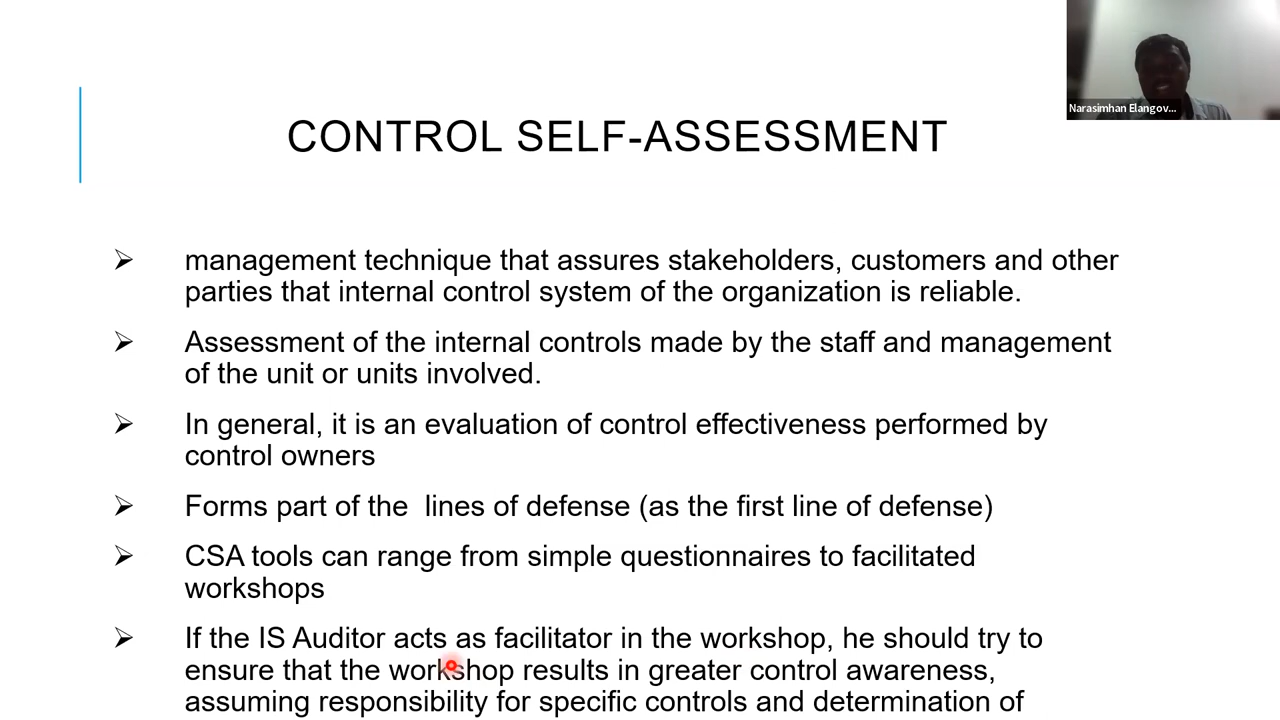 Narasimhan Elangov...
CONTROL SELF-ASSESSMENT
➢ management technique that assures stakeholders, customers and other
parties that internal control system of the organization is reliable.
➢ Assessment of the internal controls made by the staff and management
of the unit or units involved.
➢ In general, it is an evaluation of control effectiveness performed by
control owners
➢ Forms part of the  lines of defense (as the first line of defense)
➢ CSA tools can range from simple questionnaires to facilitated
workshops
➢ If the IS Auditor acts as facilitator in the workshop, he should try to
ensure that the workshop results in greater control awareness,
assuming responsibility for specific controls and determination of